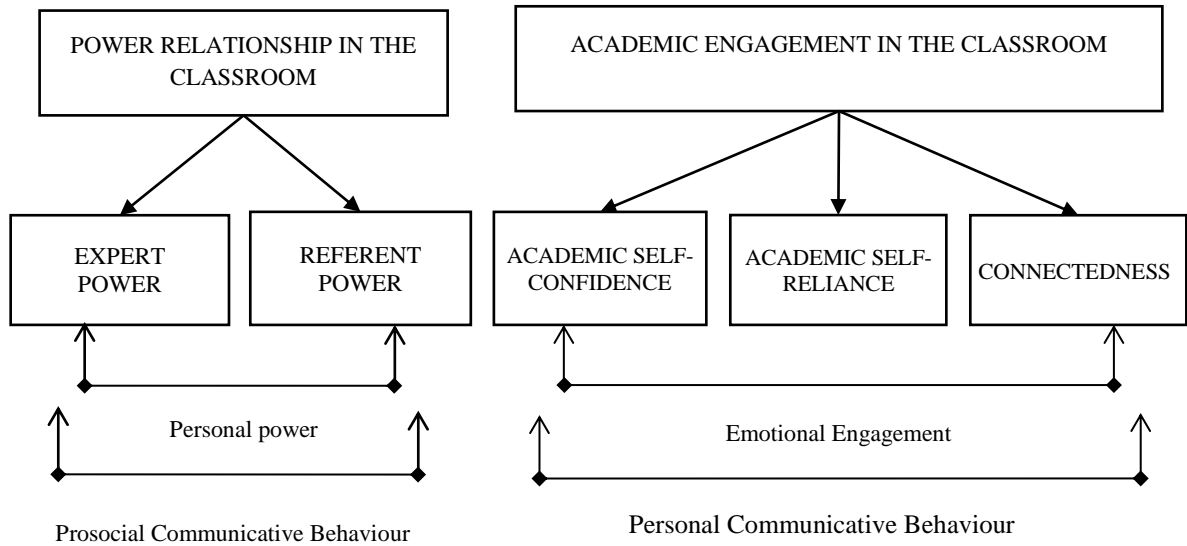 POWER RELATIONSHIP IN THE
CLASSROOM
ACADEMIC ENGAGEMENT IN THE CLASSROOM
EXPERT
POWER
REFERENT
POWER
ACADEMIC SELF-
CONFIDENCE
ACADEMIC SELF-
RELIANCE
CONNECTEDNESS
Personal power
Emotional Engagement
Prosocial Communicative Behaviour
Personal Communicative Behaviour